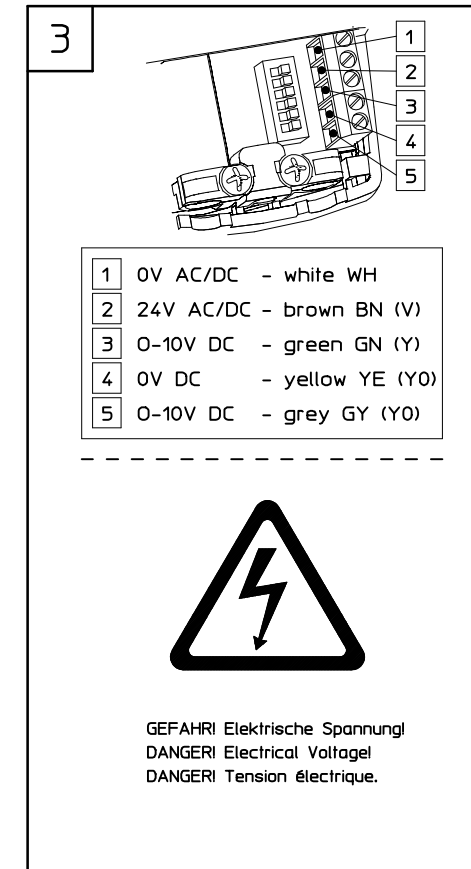 3
1
2
3
4
5
1 0V AC/DC - white WH
2 24V AC/DC - brown BN (V)
3 0-10V DC - green GN (Y)
4 0V DC - yellow YE (Y0)
5 0-10V DC - grey GY (Y0)
GEFAHR! Elektrische Spannung!
DANGER! Electrical Voltage!
DANGER! Tension électrique.